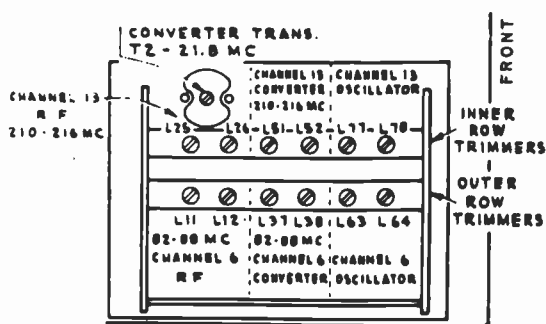 CONVERTER TRANS.
T2 - 21.8 MC
FRONT
CHANNEL 13
R F
210-216 MC
CHANNEL 13
CONVERTER
210-216 MC
CHANNEL 13
OSCILLATOR
L25 L26 L51 L52 L77 L78
INNER
ROW
TRIMMERS
OUTER
ROW
TRIMMERS
L11 L12 L37 L38 L63 L64
82-88 MC
CHANNEL 6
R F
82-88 MC
CHANNEL 6
CONVERTER
CHANNEL 6
OSCILLATOR